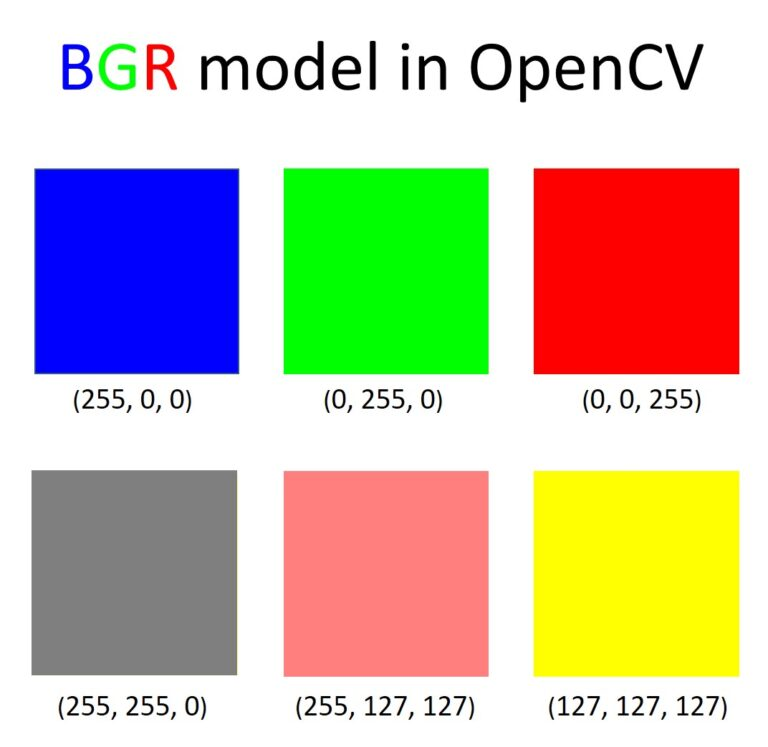 BGR model in OpenCV
(255, 0, 0) (0, 255, 0) (0, 0, 255)
(255, 255, 0) (255, 127, 127) (127, 127, 127)